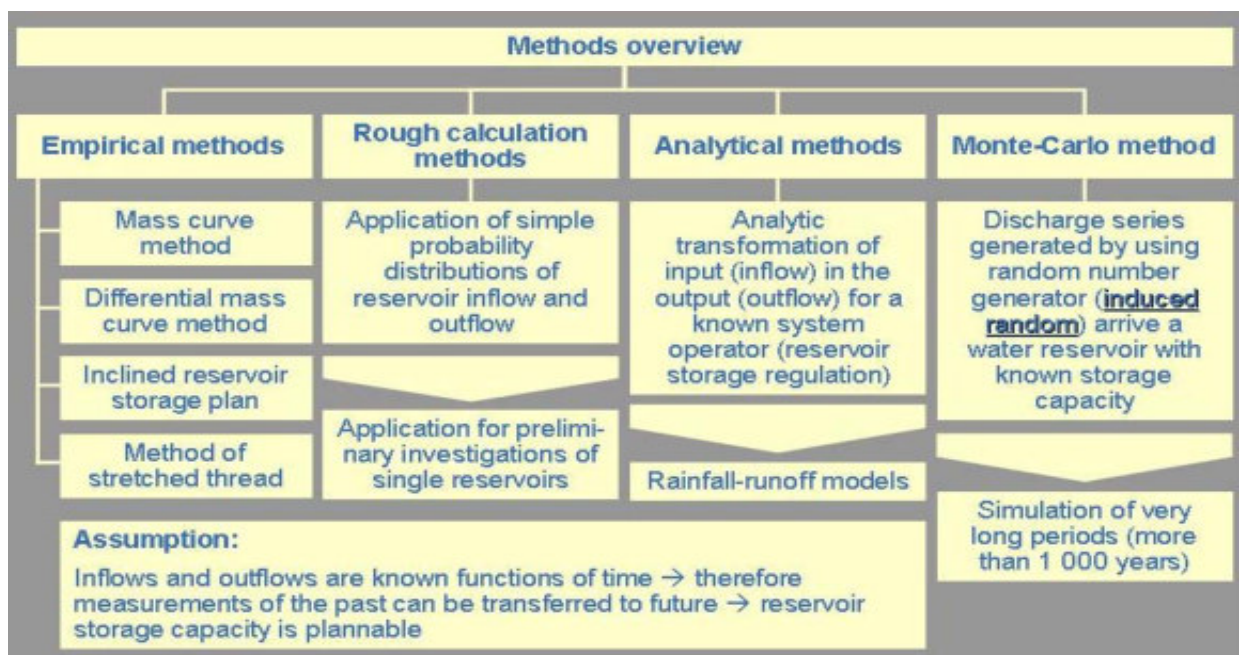 Methods overview
Empirical methods
Mass curve
method
Differential mass
curve method
Inclined reservoir
storage plan
Method of
stretched thread
Rough calculation
methods
Application of simple
probability
distributions of
reservoir inflow and
outflow
Application for prelimi-
nary investigations of
single reservoirs
Analytical methods
Analytic
transformation of
input (inflow) in the
output (outflow) for a
known system
operator (reservoir
storage regulation)
Rainfall-runoff models
Monte-Carlo method
Discharge series
generated by using
random number
generator (induced
random) arrive a
water reservoir with
known storage
capacity
Simulation of very
long periods (more
than 1 000 years)
Assumption:
Inflows and outflows are known functions of time → therefore
measurements of the past can be transferred to future → reservoir
storage capacity is plannable